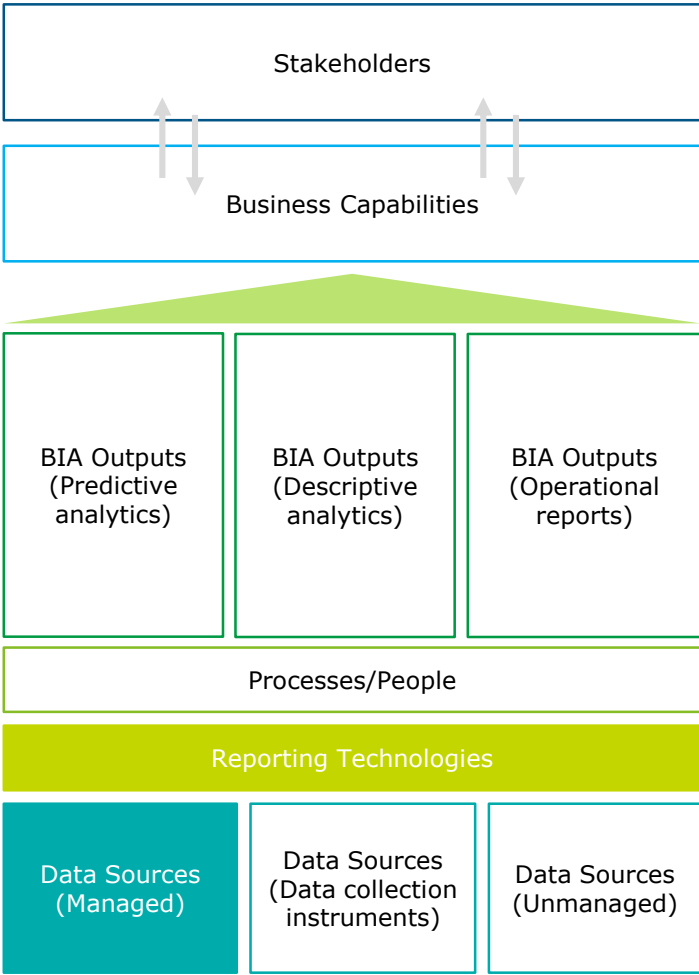 Stakeholders
Business Capabilities
BIA Outputs
(Predictive
analytics)
BIA Outputs
(Descriptive
analytics)
BIA Outputs
(Operational
reports)
Processes/People
Reporting Technologies
Data Sources
(Managed)
Data Sources
(Data collection
instruments)
Data Sources
(Unmanaged)